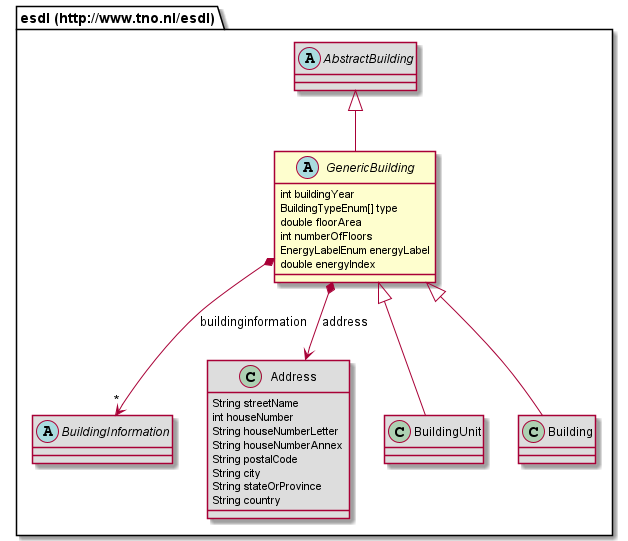 esdl (http://www.tno.nl/esdl)
A AbstractBuilding
A GenericBuilding
int buildingYear
BuildingTypeEnum[] type
double floorArea
int numberOfFloors
EnergyLabelEnum energyLabel
double energyIndex
buildinginformation address
*
C Address
String streetName
int houseNumber
String houseNumberLetter
String houseNumberAnnex
String postalCode
String city
String stateOrProvince
String country
A BuildingInformation
C BuildingUnit
C Building